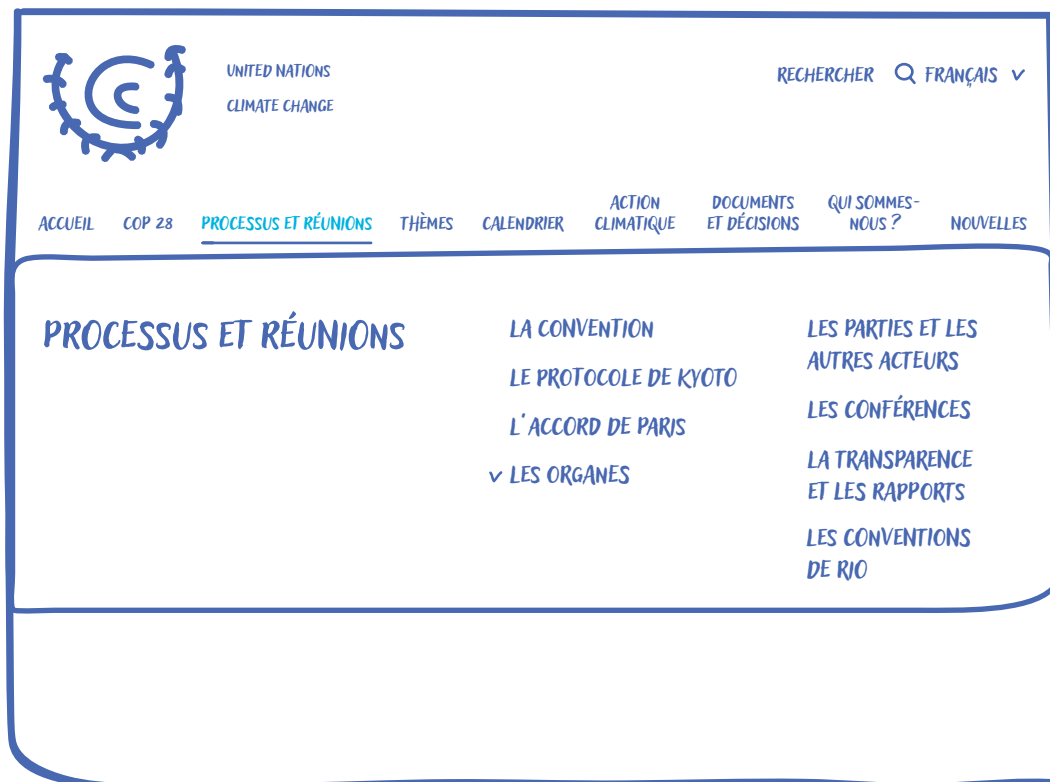 UNITED NATIONS
CLIMATE CHANGE
RECHERCHER FRANÇAIS
ACCUEIL
COP 28
PROCESSUS ET RÉUNIONS
THÈMES
CALENDRIER
ACTION
CLIMATIQUE
DOCUMENTS
ET DÉCISIONS
QUI SOMMES-
NOUS ?
NOUVELLES
PROCESSUS ET RÉUNIONS
LA CONVENTION
LE PROTOCOLE DE KYOTO
L'ACCORD DE PARIS
LES ORGANES
LES PARTIES ET LES
AUTRES ACTEURS
LES CONFÉRENCES
LA TRANSPARENCE
ET LES RAPPORTS
LES CONVENTIONS
DE RIO